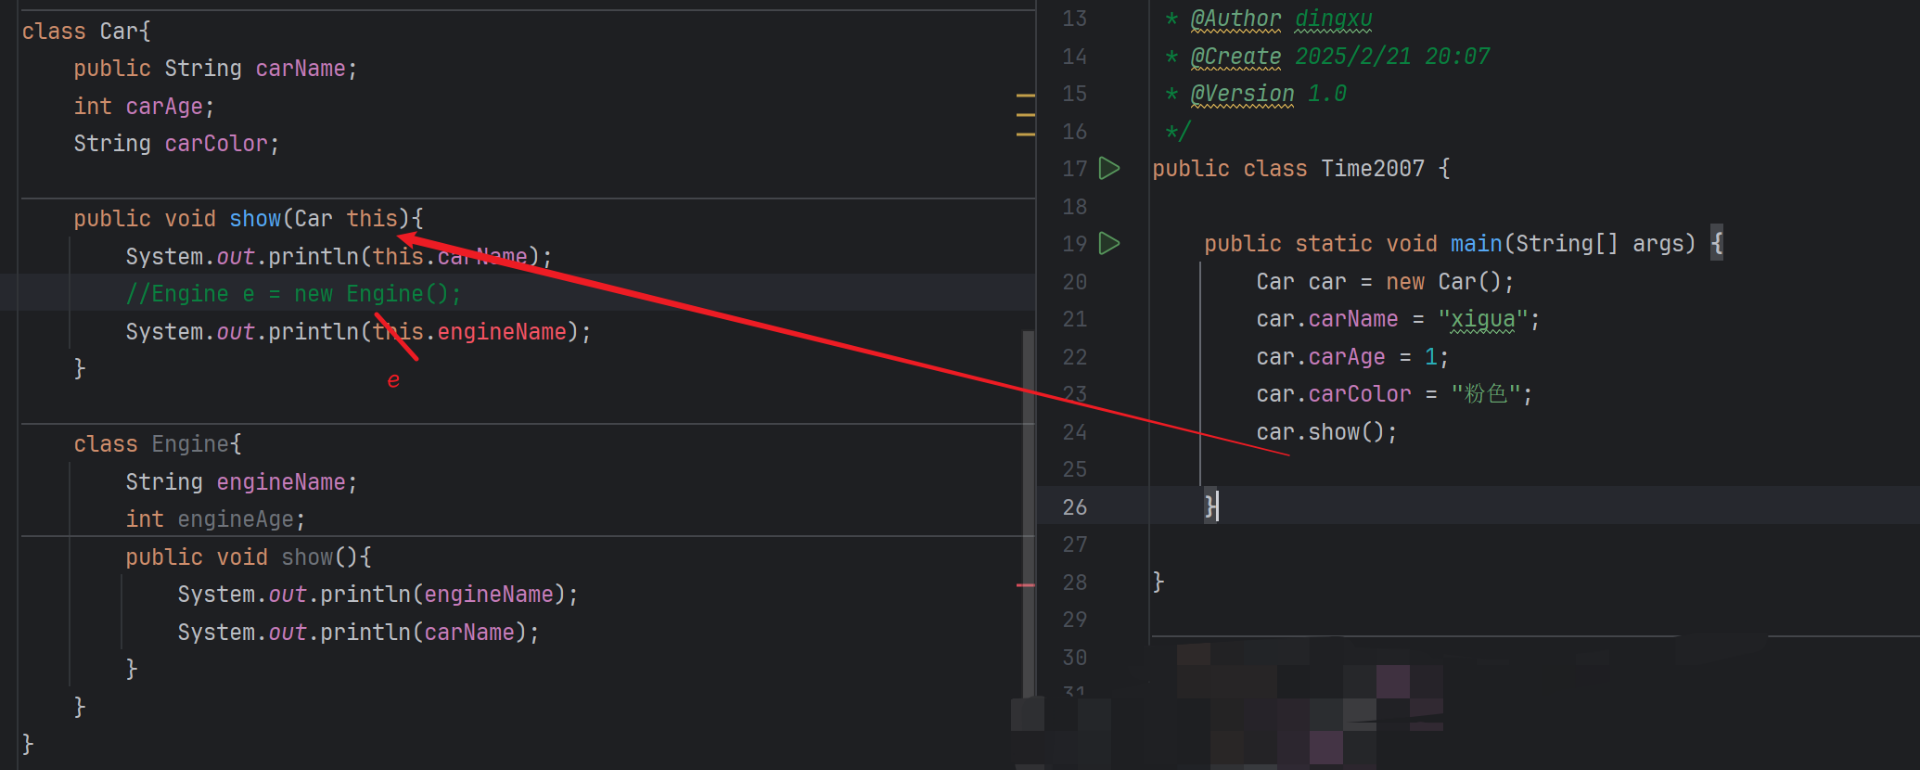 class Car{
public String carName;
int carAge;
String carColor;
public void show(Car this){
System.out.println(this.carName);
//Engine e = new Engine();
System.out.println(this.engineName);
e
}
class Engine{
String engineName;
int engineAge;
public void show(){
System.out.println(engineName);
System.out.println(carName);
}
}
}
13 * @Author dingxu
14 * @Create 2025/2/21 20:07
15 * @Version 1.0
16 */
17 public class Time2007 {
18
19 public static void main(String[] args) {
20 Car car = new Car();
21 car.carName = "xigua";
22 car.carAge = 1;
23 car.carColor = "粉色";
24 car.show();
25
26 }
27
28 }
29
30
31